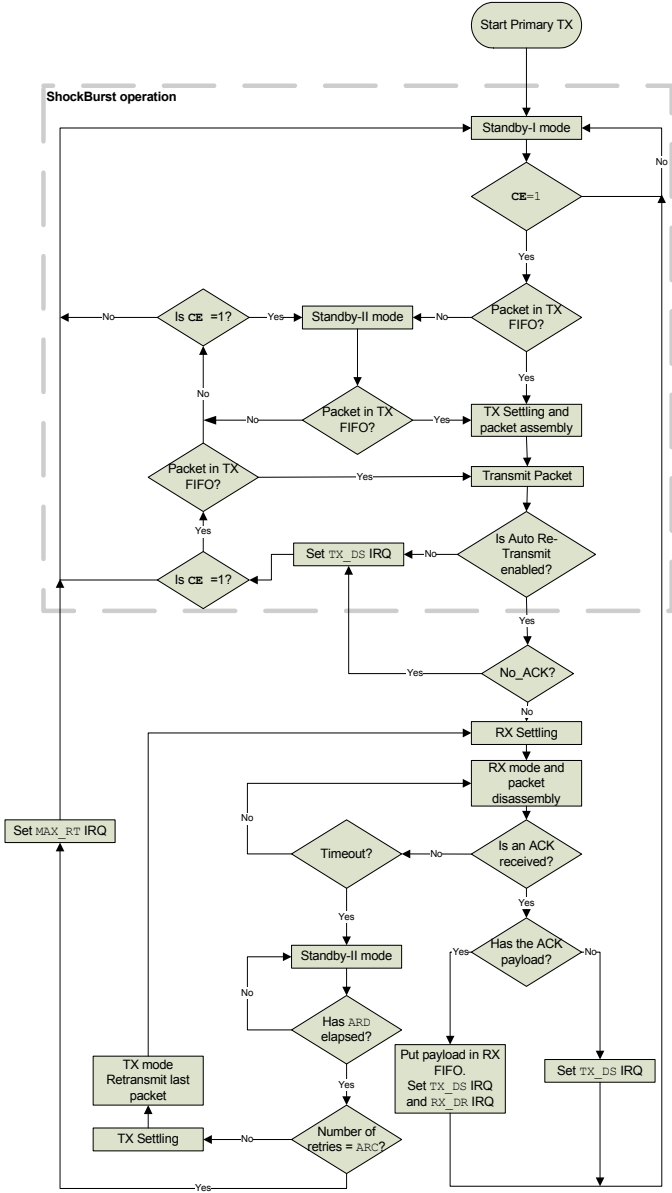 Start Primary TX
ShockBurst operation
Standby-I mode
No
CE=1
Yes
Is CE =1?
No
Yes
Standby-II mode
No
Packet in TX
FIFO?
No
Yes
Packet in TX
FIFO?
No
Yes
TX Settling and
packet assembly
Packet in TX
FIFO?
Yes
Transmit Packet
Yes
Is CE =1?
Set TX_DS IRQ
No
Is Auto Re-
Transmit
enabled?
Yes
Yes
No_ACK?
No
RX Settling
RX mode and
packet
disassembly
No
Set MAX_RT IRQ
Timeout?
No
Is an ACK
received?
Yes
Yes
Standby-II mode
Yes
Has the ACK
payload?
No
No
Has ARD
elapsed?
Put payload in RX
FIFO.
Set TX_DS IRQ
and RX_DR IRQ
Set TX_DS IRQ
TX mode
Retransmit last
packet
Yes
TX Settling
No
Number of
retries = ARC?
Yes